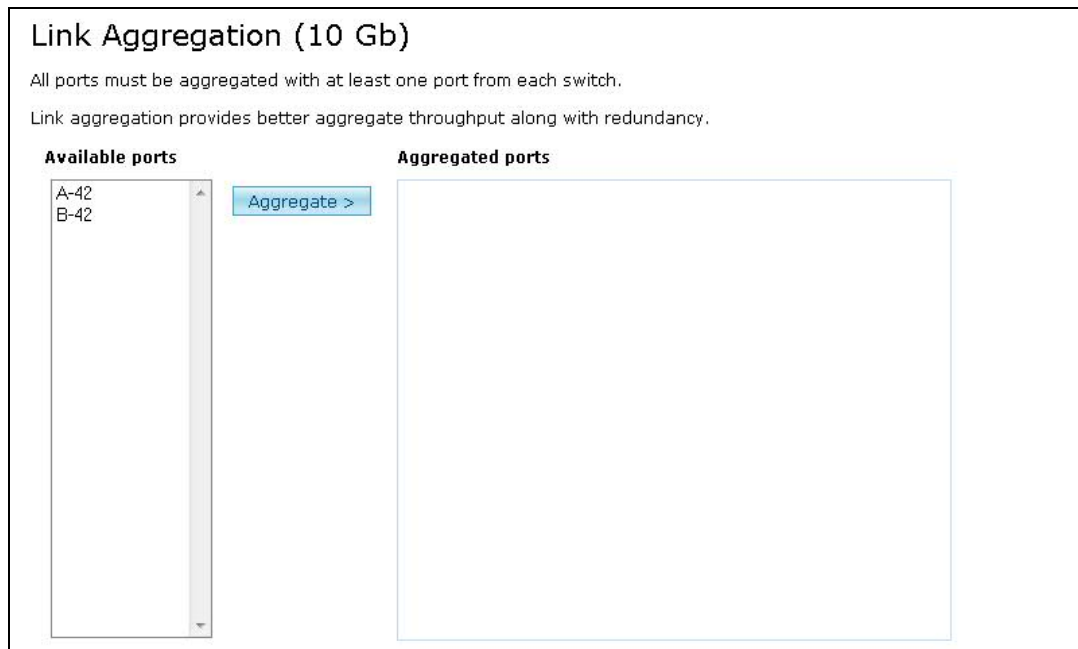 Link Aggregation (10 Gb)
All ports must be aggregated with at least one port from each switch.
Link aggregation provides better aggregate throughput along with redundancy.
Available ports
Aggregated ports
A-42
B-42
Aggregate >